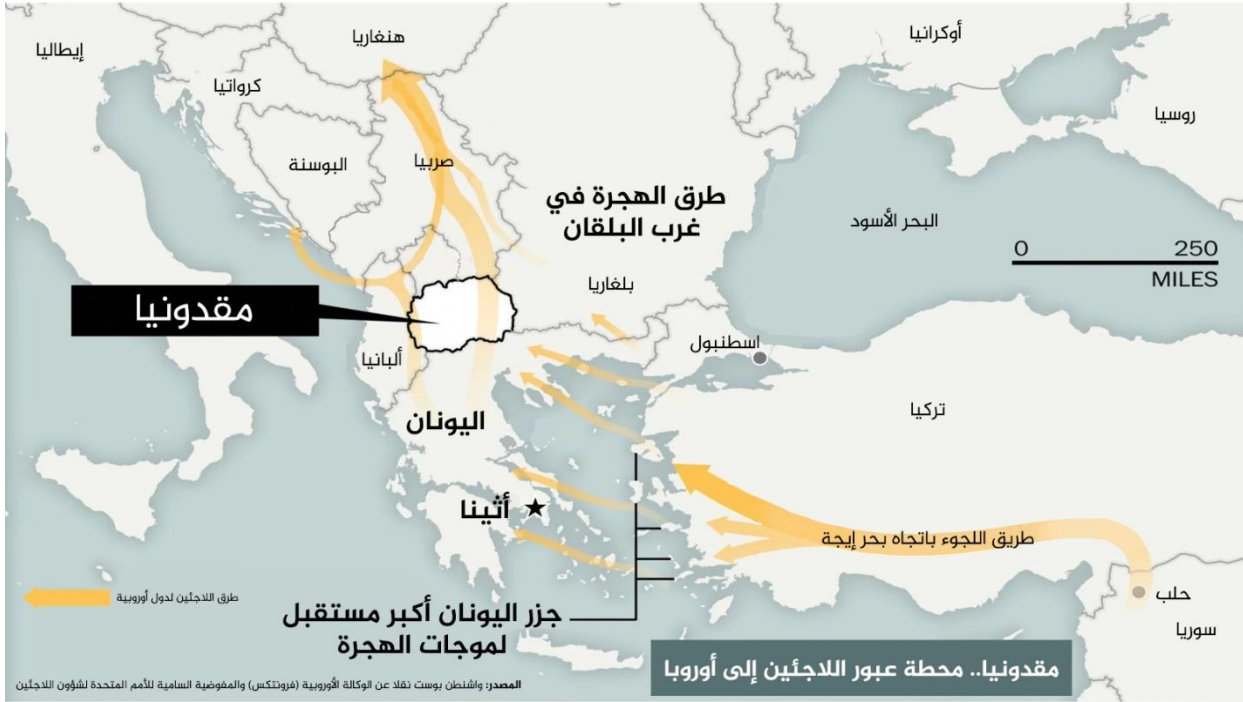 هنغاريا
أوكرانيا
إيطاليا
كرواتيا
روسيا
صربيا
البوسنة
طرق الهجرة في
غرب البلقان
البحر الأسود
0 250
MILES
بلغاريا
مقدونيا
اسطنبول
ألبانيا
تركيا
اليونان
أثينا
طريق اللجوء باتجاه بحر إيجة
حلب
سوريا
طرق اللاجئين لدول أوروبية
جزر اليونان أكبر مستقبل
لموجات الهجرة
مقدونيا.. محطة عبور اللاجئين إلى أوروبا
المصدر: واشنطن بوست نقلا عن الوكالة الأوروبية (فرونتكس) والمفوضية السامية للأمم المتحدة لشؤون اللاجئين